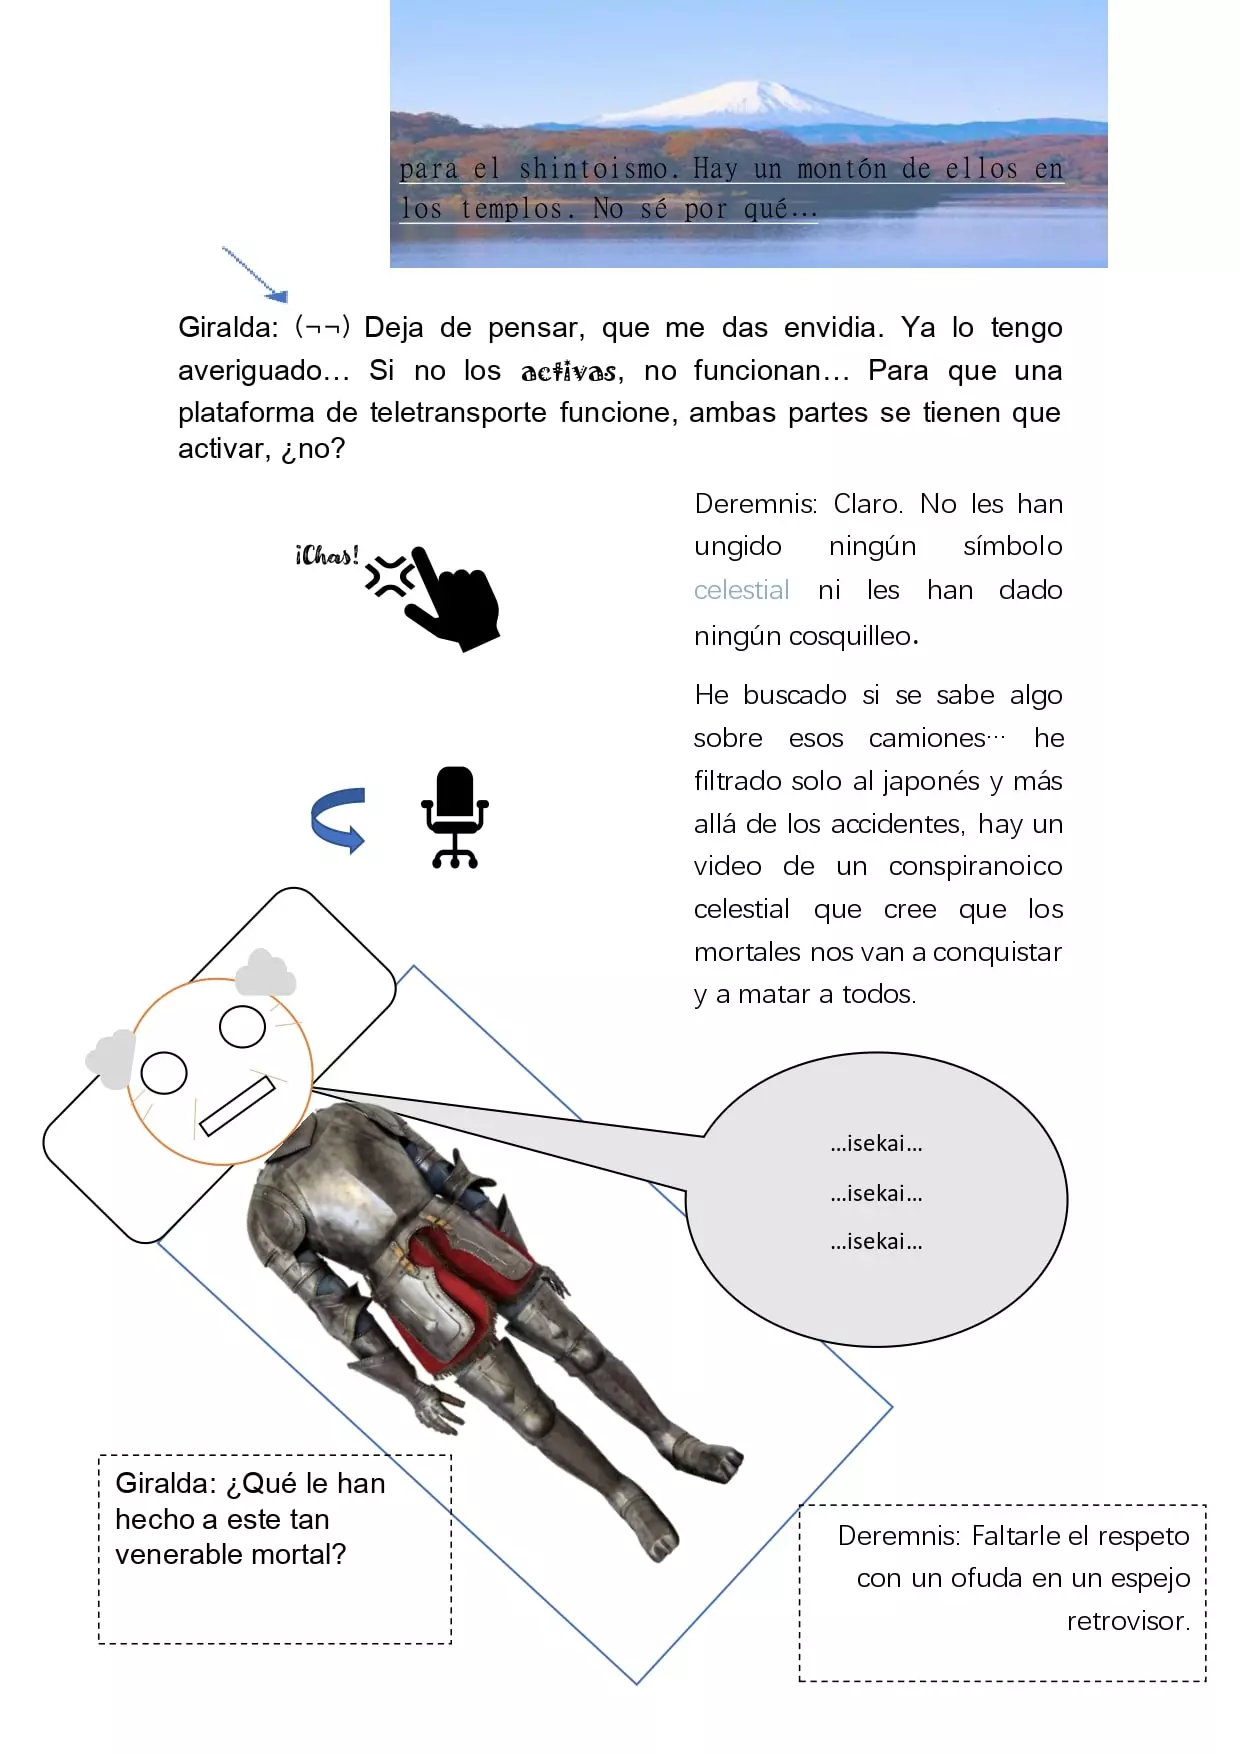 para el shintoismo. Hay un montón de ellos en
los templos. No sé por qué…
Giralda: (¬¬) Deja de pensar, que me das envidia. Ya lo tengo
averiguado… Si no los activas, no funcionan… Para que una
plataforma de teletransporte funcione, ambas partes se tienen que
activar, ¿no?
Deremnis: Claro. No les han
ungido ningún símbolo
celestial ni les han dado
ningún cosquilleo.
¡Chas!
He buscado si se sabe algo
sobre esos camiones… he
filtrado solo al japonés y más
allá de los accidentes, hay un
video de un conspiranoico
celestial que cree que los
mortales nos van a conquistar
y a matar a todos.
…isekai…
…isekai…
…isekai…
Giralda: ¿Qué le han
hecho a este tan
venerable mortal?
Deremnis: Faltarle el respeto
con un ofuda en un espejo
retrovisor.